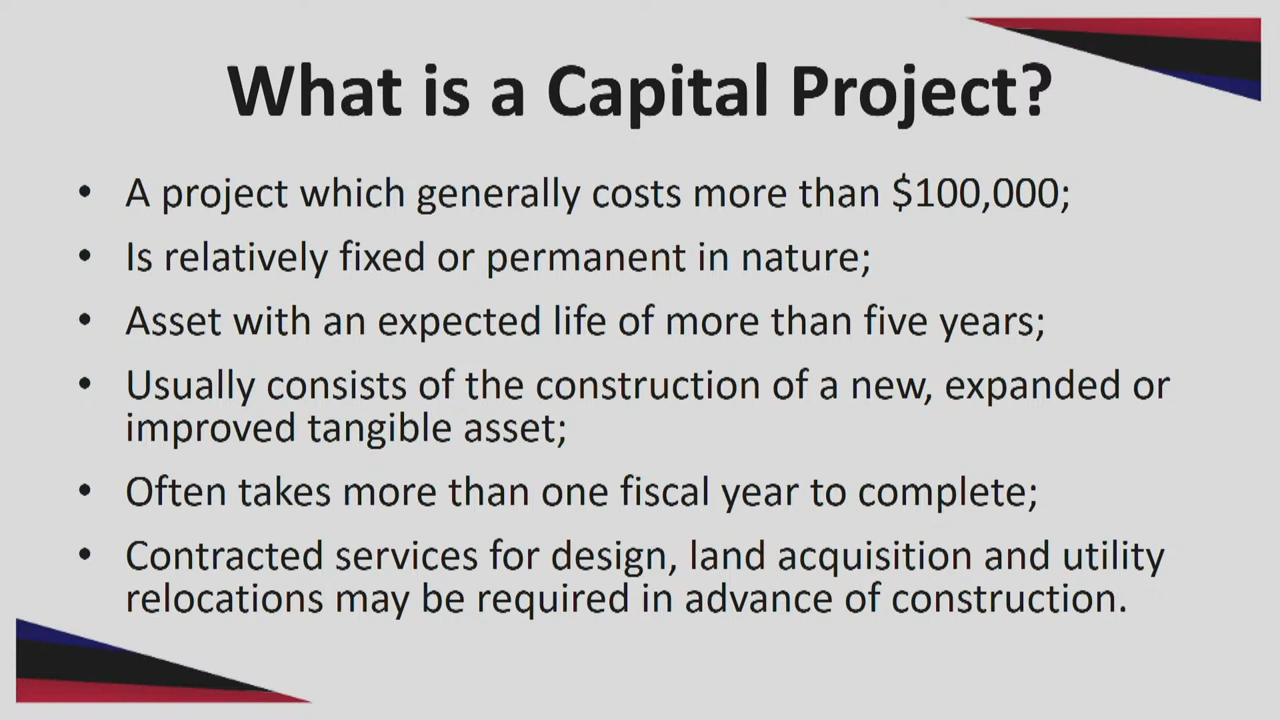 What is a Capital Project?
• A project which generally costs more than $100,000;
• Is relatively fixed or permanent in nature;
• Asset with an expected life of more than five years;
• Usually consists of the construction of a new, expanded or
improved tangible asset;
• Often takes more than one fiscal year to complete;
• Contracted services for design, land acquisition and utility
relocations may be required in advance of construction.